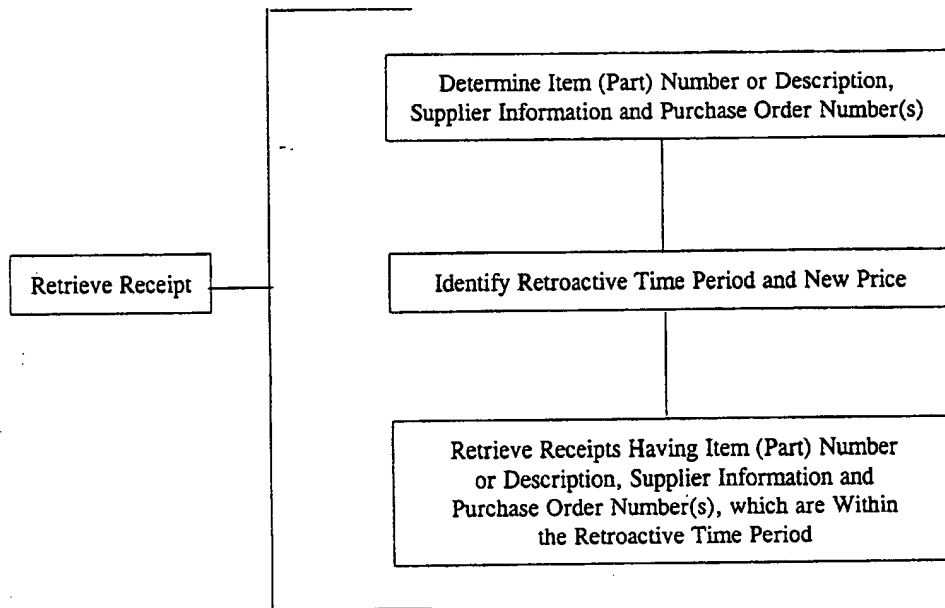 Determine Item (Part) Number or Description,
Supplier Information and Purchase Order Number(s)
Retrieve Receipt
Identify Retroactive Time Period and New Price
Retrieve Receipts Having Item (Part) Number
or Description, Supplier Information and
Purchase Order Number(s), which are Within
the Retroactive Time Period